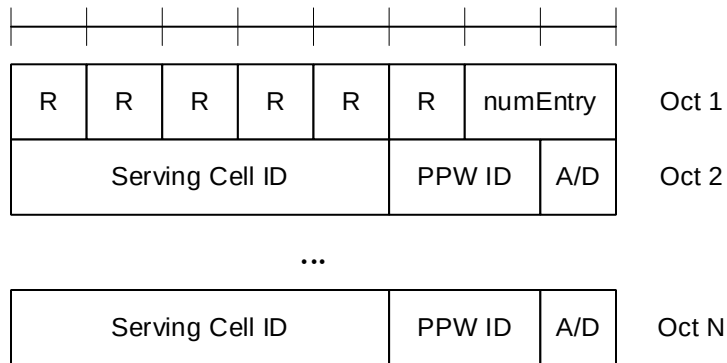 R R R R R R numEntry Oct 1
Serving Cell ID PPW ID A/D Oct 2
...
Serving Cell ID PPW ID A/D Oct N